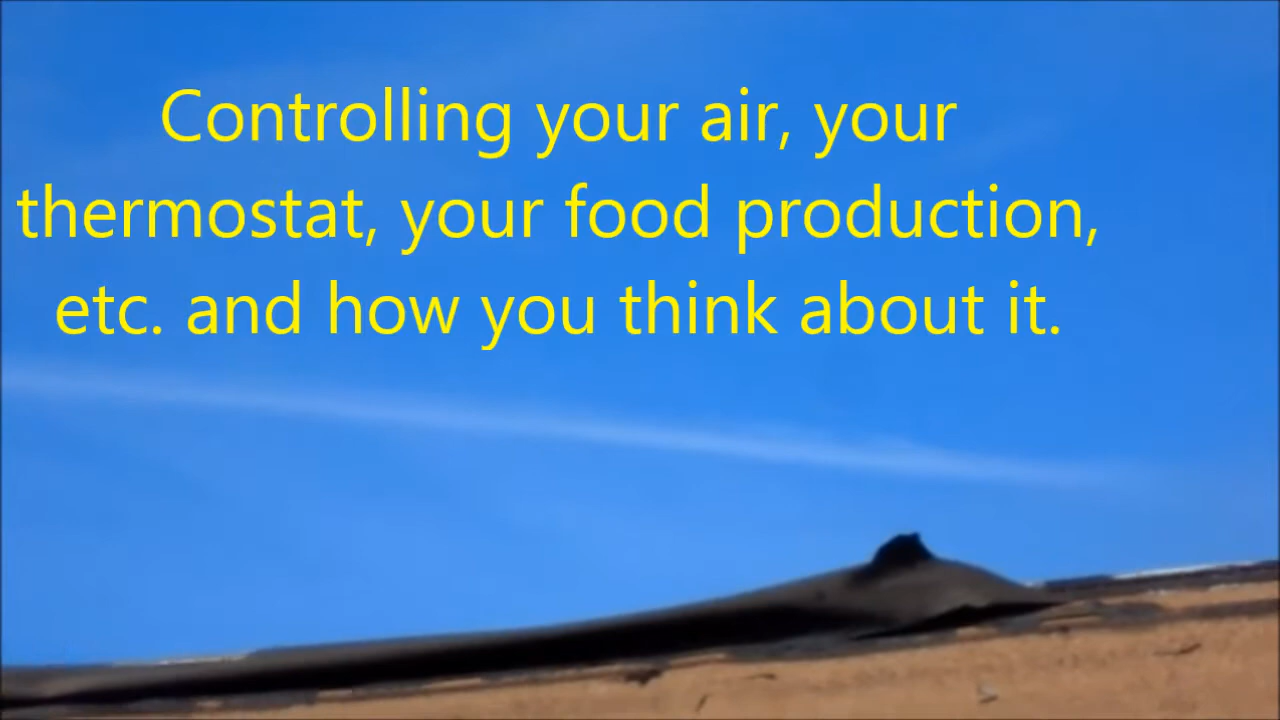 Controlling your air, your
thermostat, your food production,
etc. and how you think about it.